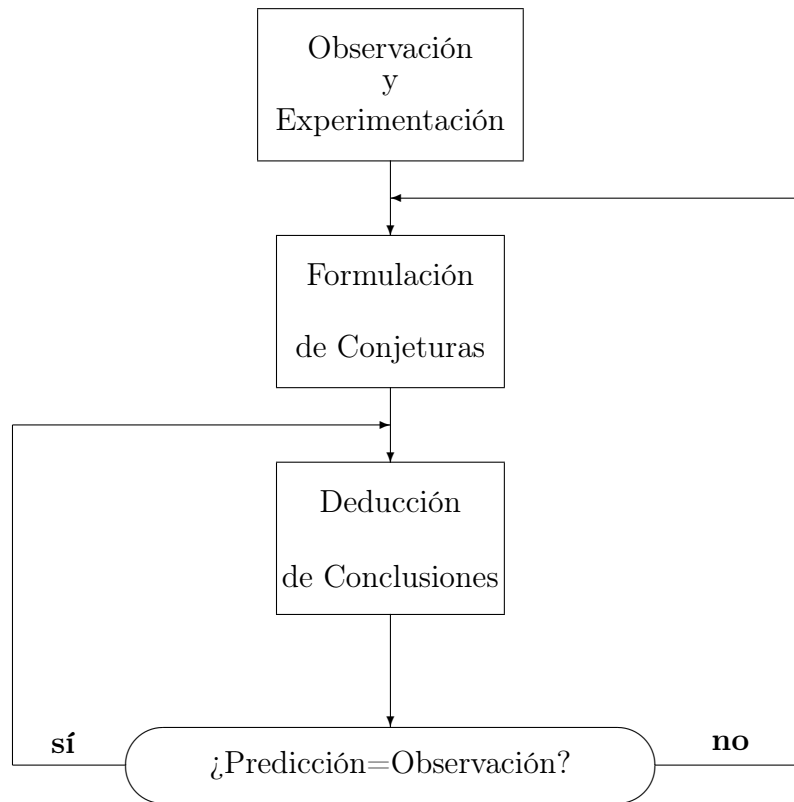 Observación
y
Experimentación
Formulación
de Conjeturas
Deducción
de Conclusiones
sí
¿Predicción=Observación?
no